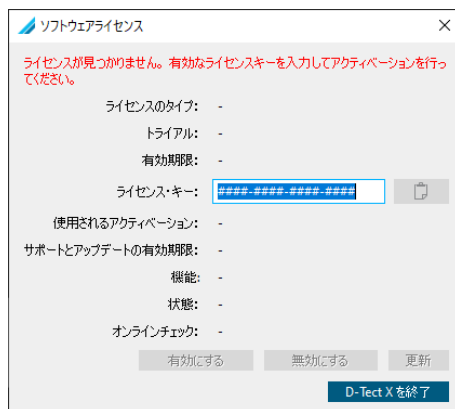 ソフトウェアライセンス
ライセンスが見つかりません。有効なライセンスキーを入力してアクティベーションを行っ
てください。
ライセンスのタイプ: -
トライアル: -
有効期限: -
ライセンス・キー: ####-####-####-####
使用されるアクティベーション: -
サポートとアップデートの有効期限: -
機能: -
状態: -
オンラインチェック: -
有効にする 無効にする 更新
D-Tect X を終了